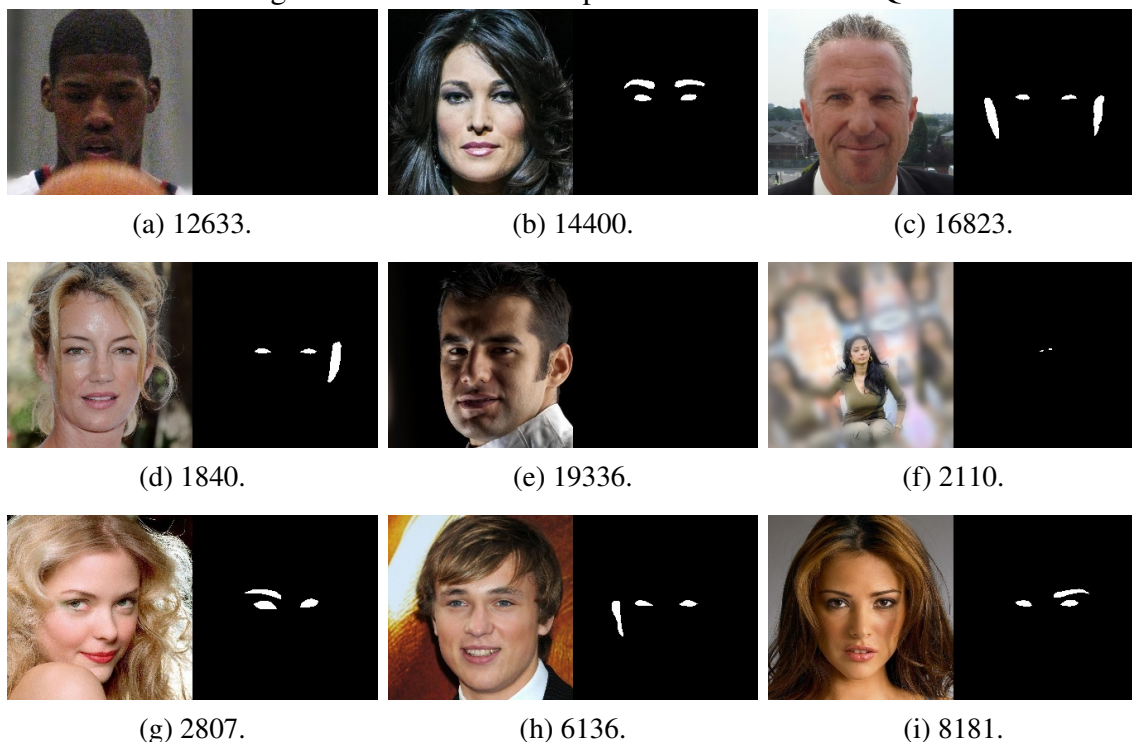 (a) 12633.
(b) 14400.
(c) 16823.
(d) 1840.
(e) 19336.
(f) 2110.
(g) 2807.
(h) 6136.
(i) 8181.